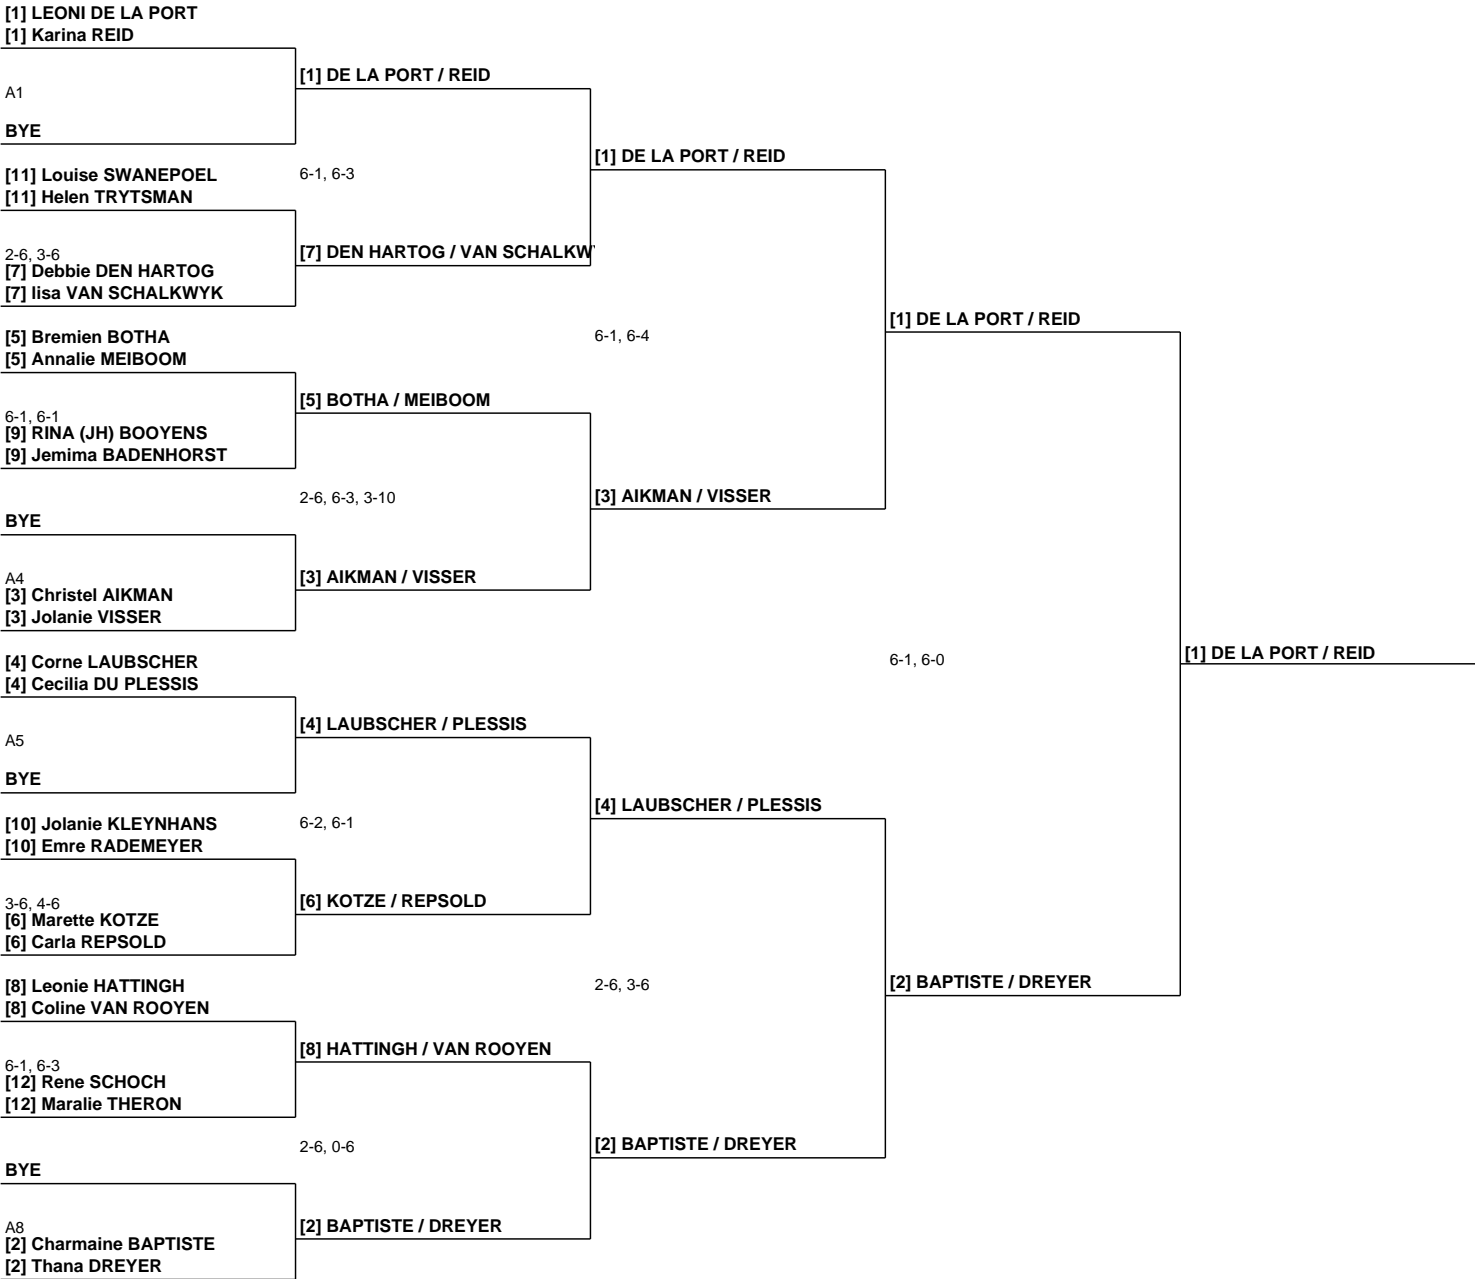 [1] LEONI DE LA PORT
[1] Karina REID
[1] DE LA PORT / REID
A1
BYE
[1] DE LA PORT / REID
[11] Louise SWANEPOEL
6-1, 6-3
[11] Helen TRYTSMAN
2-6, 3-6
[7] DEN HARTOG / VAN SCHALKW
[7] Debbie DEN HARTOG
[7] lisa VAN SCHALKWYK
[1] DE LA PORT / REID
[5] Bremien BOTHA
6-1, 6-4
[5] Annalie MEIBOOM
[5] BOTHA / MEIBOOM
6-1, 6-1
[9] RINA (JH) BOOYENS
[9] Jemima BADENHORST
2-6, 6-3, 3-10
[3] AIKMAN / VISSER
BYE
A4
[3] AIKMAN / VISSER
[3] Christel AIKMAN
[3] Jolanie VISSER
[4] Corne LAUBSCHER
6-1, 6-0
[1] DE LA PORT / REID
[4] Cecilia DU PLESSIS
[4] LAUBSCHER / PLESSIS
A5
BYE
[4] LAUBSCHER / PLESSIS
[10] Jolanie KLEYNHANS
6-2, 6-1
[10] Emre RADEMEYER
3-6, 4-6
[6] KOTZE / REPSOLD
[6] Marette KOTZE
[6] Carla REPSOLD
[8] Leonie HATTINGH
2-6, 3-6
[2] BAPTISTE / DREYER
[8] Coline VAN ROOYEN
[8] HATTINGH / VAN ROOYEN
6-1, 6-3
[12] Rene SCHOCH
[12] Maralie THERON
2-6, 0-6
[2] BAPTISTE / DREYER
BYE
A8
[2] BAPTISTE / DREYER
[2] Charmaine BAPTISTE
[2] Thana DREYER